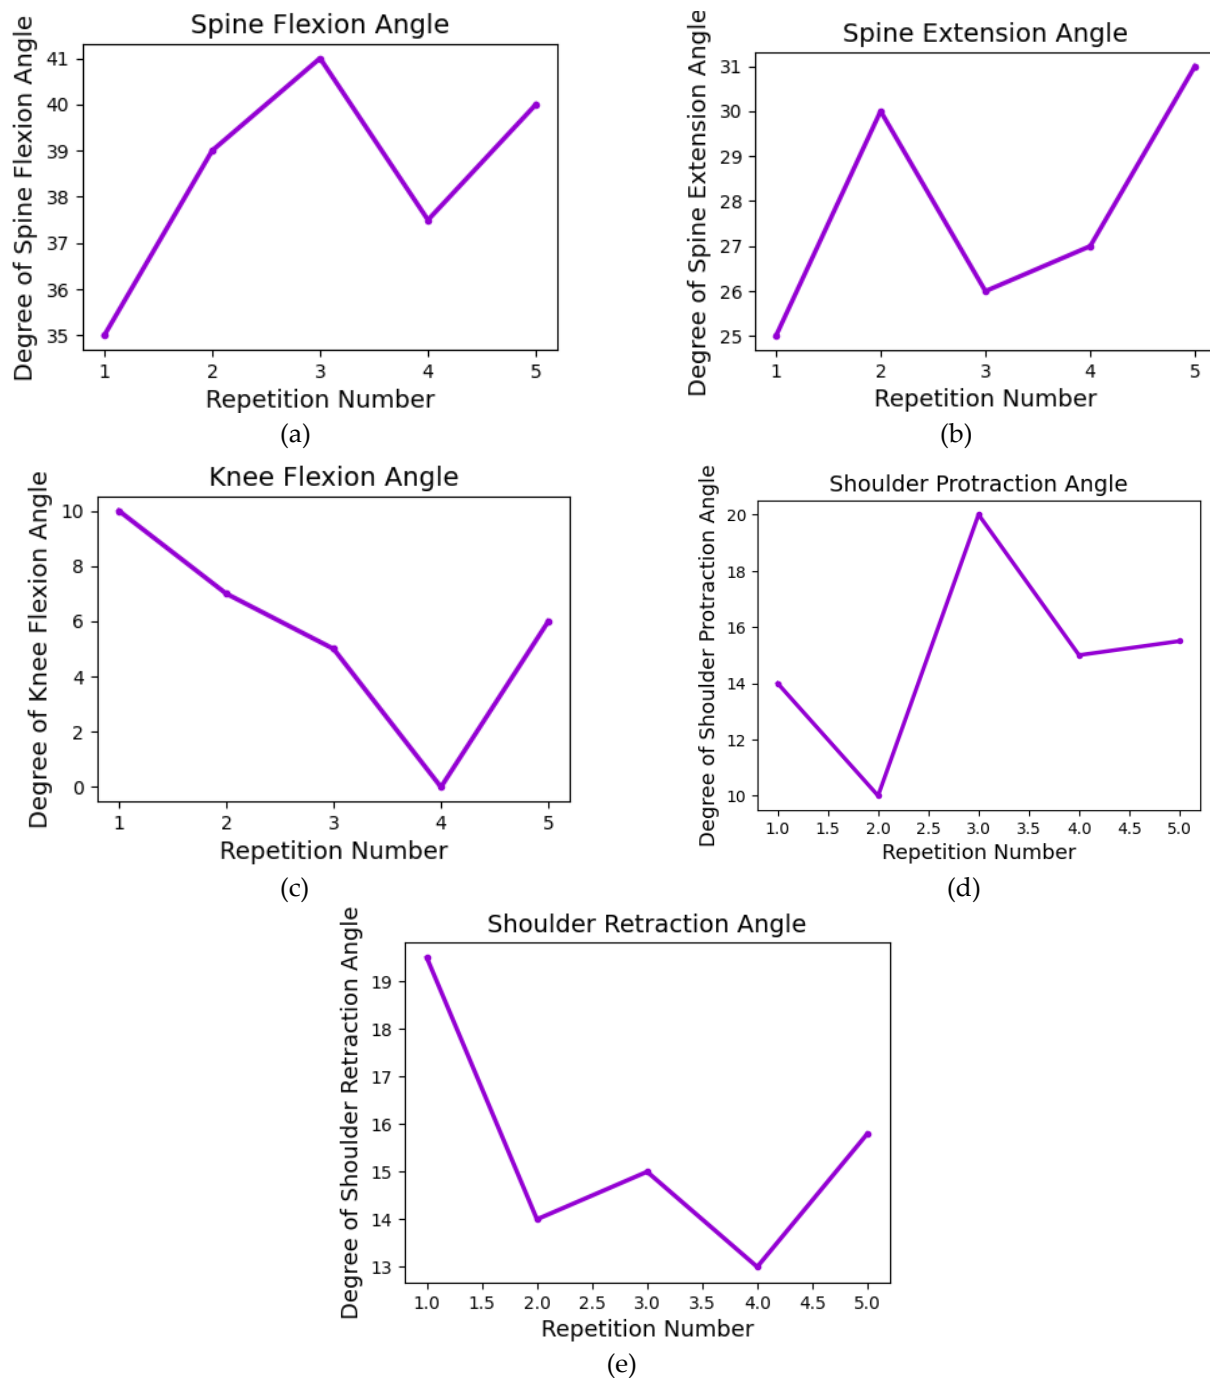 Spine Flexion Angle
Degree of Spine Flexion Angle
41
40
39
38
37
36
35
1 2 3 4 5
Repetition Number
(a)
Spine Extension Angle
Degree of Spine Extension Angle
31
30
29
28
27
26
25
1 2 3 4 5
Repetition Number
(b)
Knee Flexion Angle
Degree of Knee Flexion Angle
10
8
6
4
2
0
1 2 3 4 5
Repetition Number
(c)
Shoulder Protraction Angle
Degree of Shoulder Protraction Angle
20
18
16
14
12
10
1.0 1.5 2.0 2.5 3.0 3.5 4.0 4.5 5.0
Repetition Number
(d)
Shoulder Retraction Angle
Degree of Shoulder Retraction Angle
19
18
17
16
15
14
13
1.0 1.5 2.0 2.5 3.0 3.5 4.0 4.5 5.0
Repetition Number
(e)